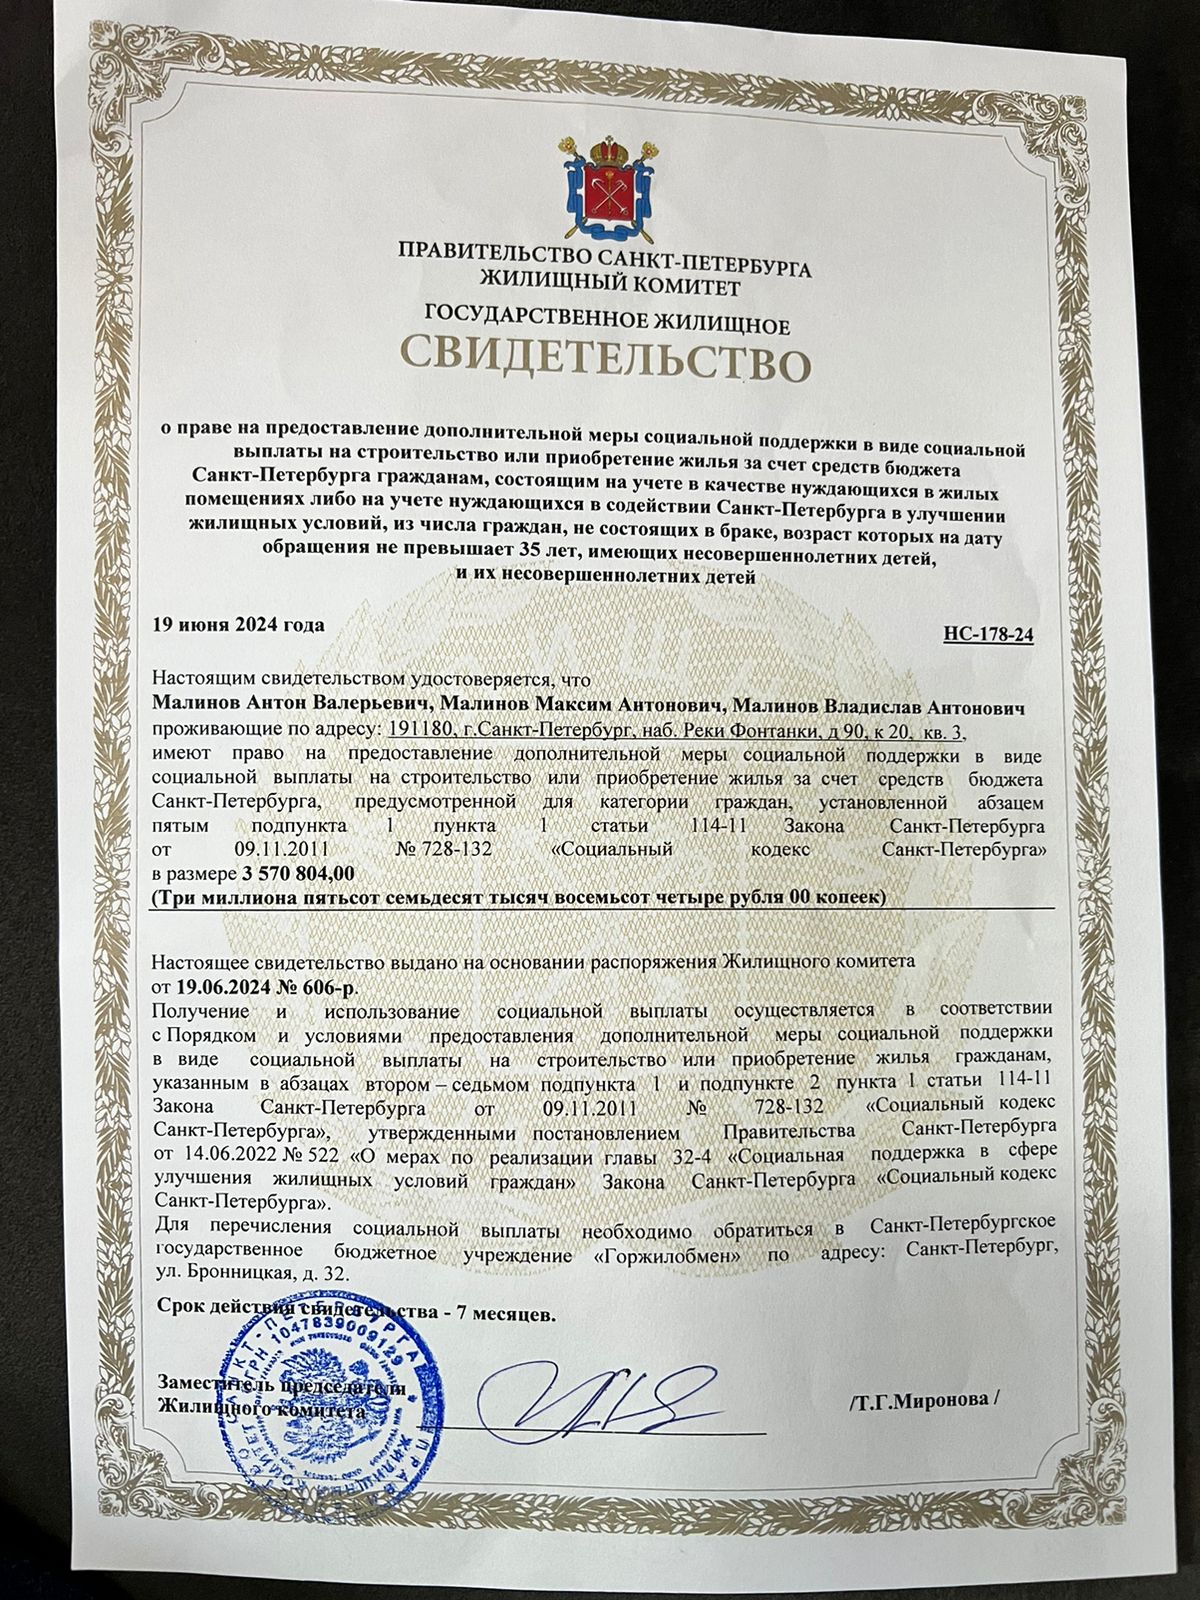 ПРАВИТЕЛЬСТВО САНКТ-ПЕТЕРБУРГА
ЖИЛИЩНЫЙ КОМИТЕТ
ГОСУДАРСТВЕННОЕ ЖИЛИЩНОЕ
СВИДЕТЕЛЬСТВО
о праве на предоставление дополнительной меры социальной поддержки в виде социальной
выплаты на строительство или приобретение жилья за счет средств бюджета
Санкт-Петербурга гражданам, состоящим на учете в качестве нуждающихся в жилых
помещениях либо на учете нуждающихся в содействии Санкт-Петербурга в улучшении
жилищных условий, из числа граждан, не состоящих в браке, возраст которых на дату
обращения не превышает 35 лет, имеющих несовершеннолетних детей,
и их несовершеннолетних детей
19 июня 2024 года
НС-178-24
Настоящим свидетельством удостоверяется, что
Малинов Антон Валерьевич, Малинов Максим Антонович, Малинов Владислав Антонович
проживающие по адресу: 191180, г.Санкт-Петербург, наб. Реки Фонтанки, д 90, к 20, кв. 3,
имеют право на предоставление дополнительной меры социальной поддержки в виде
социальной выплаты на строительство или приобретение жилья за счет средств бюджета
Санкт-Петербурга, предусмотренной для категории граждан, установленной абзацем
пятым подпункта 1 пункта 1 статьи 114-11 Закона Санкт-Петербурга
от 09.11.2011 № 728-132 «Социальный кодекс Санкт-Петербурга»
в размере 3 570 804,00
(Три миллиона пятьсот семьдесят тысяч восемьсот четыре рубля 00 копеек)
Настоящее свидетельство выдано на основании распоряжения Жилищного комитета
от 19.06.2024 № 606-р.
Получение и использование социальной выплаты осуществляется в соответствии
с Порядком и условиями предоставления дополнительной меры социальной поддержки
в виде социальной выплаты на строительство или приобретение жилья гражданам,
указанным в абзацах втором – седьмом подпункта 1 и подпункте 2 пункта 1 статьи 114-11
Закона Санкт-Петербурга от 09.11.2011 № 728-132 «Социальный кодекс
Санкт-Петербурга», утвержденными постановлением Правительства Санкт-Петербурга
от 14.06.2022 № 522 «О мерах по реализации главы 32-4 «Социальная поддержка в сфере
улучшения жилищных условий граждан» Закона Санкт-Петербурга «Социальный кодекс
Санкт-Петербурга».
Для перечисления социальной выплаты необходимо обратиться в Санкт-Петербургское
государственное бюджетное учреждение «Горжилобмен» по адресу: Санкт-Петербург,
ул. Бронницкая, д. 32.
Срок действия свидетельства - 7 месяцев.
Заместитель председателя
Жилищного комитета
/Т.Г.Миронова /
САНКТ-ПЕТЕРБУРГА
ОГРН 1047839009129
ЖИЛИЩНЫЙ КОМИТЕТ